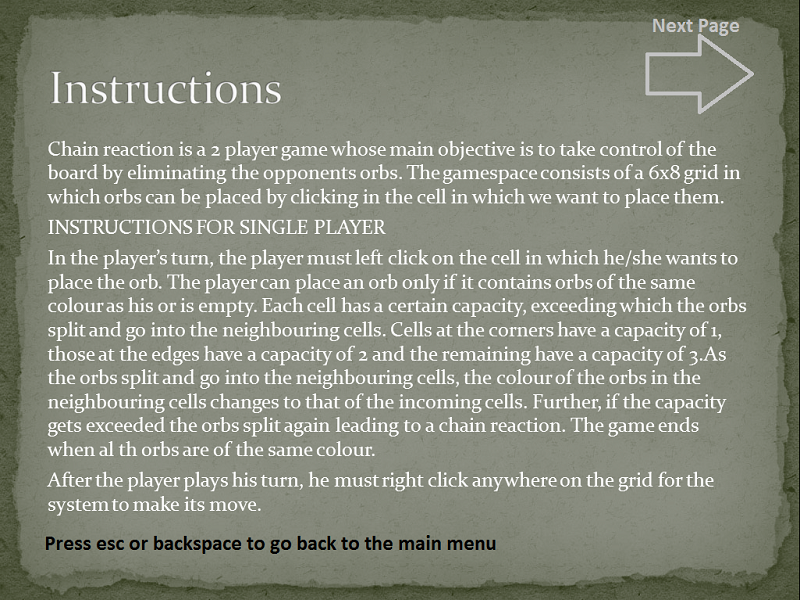 Next Page
Instructions
Chain reaction is a 2 player game whose main objective is to take control of the
board by eliminating the opponents orbs. The gamespace consists of a 6x8 grid in
which orbs can be placed by clicking in the cell in which we want to place them.
INSTRUCTIONS FOR SINGLE PLAYER
In the player's turn, the player must left click on the cell in which he/she wants to
place the orb. The player can place an orb only if it contains orbs of the same
colour as his or is empty. Each cell has a certain capacity, exceeding which the orbs
split and go into the neighbouring cells. Cells at the corners have a capacity of 1,
those at the edges have a capacity of 2 and the remaining have a capacity of 3.As
the orbs split and go into the neighbouring cells, the colour of the orbs in the
neighbouring cells changes to that of the incoming cells. Further, if the capacity
gets exceeded the orbs split again leading to a chain reaction. The game ends
when al th orbs are of the same colour.
After the player plays his turn, he must right click anywhere on the grid for the
system to make its move.
Press esc or backspace to go back to the main menu